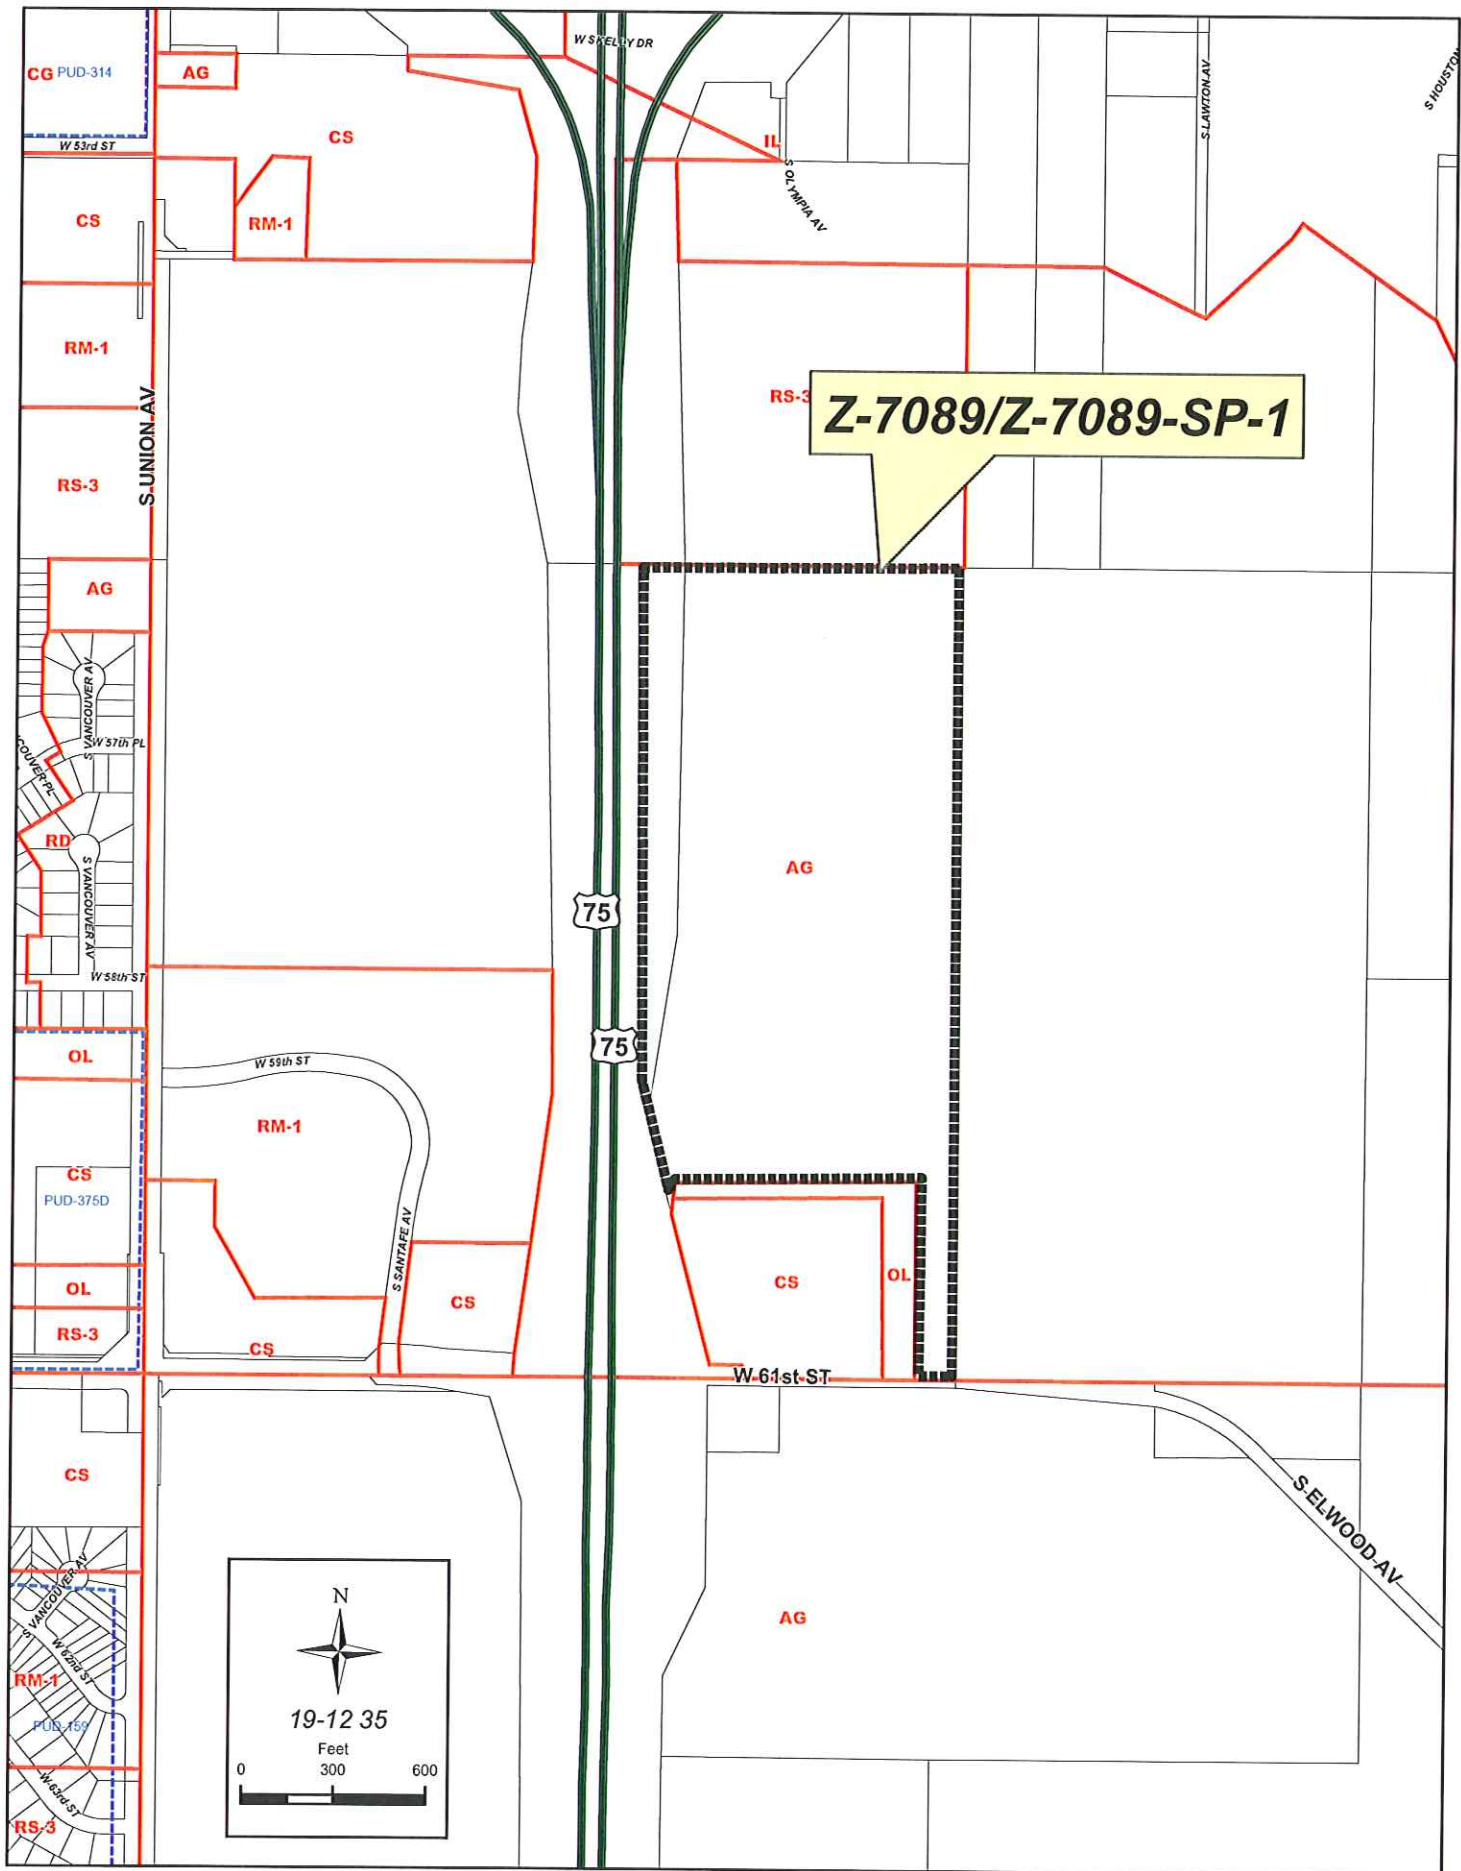 W SKELLY DR
CG PUD-314
AG
S HOUSTON
S LAWTON AV
CS
IL
W 53rd ST
S OLYMPIA AV
CS
RM-1
RM-1
RS-3
Z-7089/Z-7089-SP-1
S UNION AV
RS-3
AG
S VANCOUVER AV
W 57th PL
COUVER PL
RD
S VANCOUVER AV
AG
75
W 58th ST
75
OL
W 59th ST
RM-1
CS
PUD-375D
S SANTAFE AV
OL
CS
CS
OL
RS-3
CS
W 61st ST
CS
S ELWOOD AV
S VANCOUVER AV
N
AG
W 62nd ST
RM-1
PUD-159
19-12 35
Feet
0 300 600
W 63rd ST
RS-3